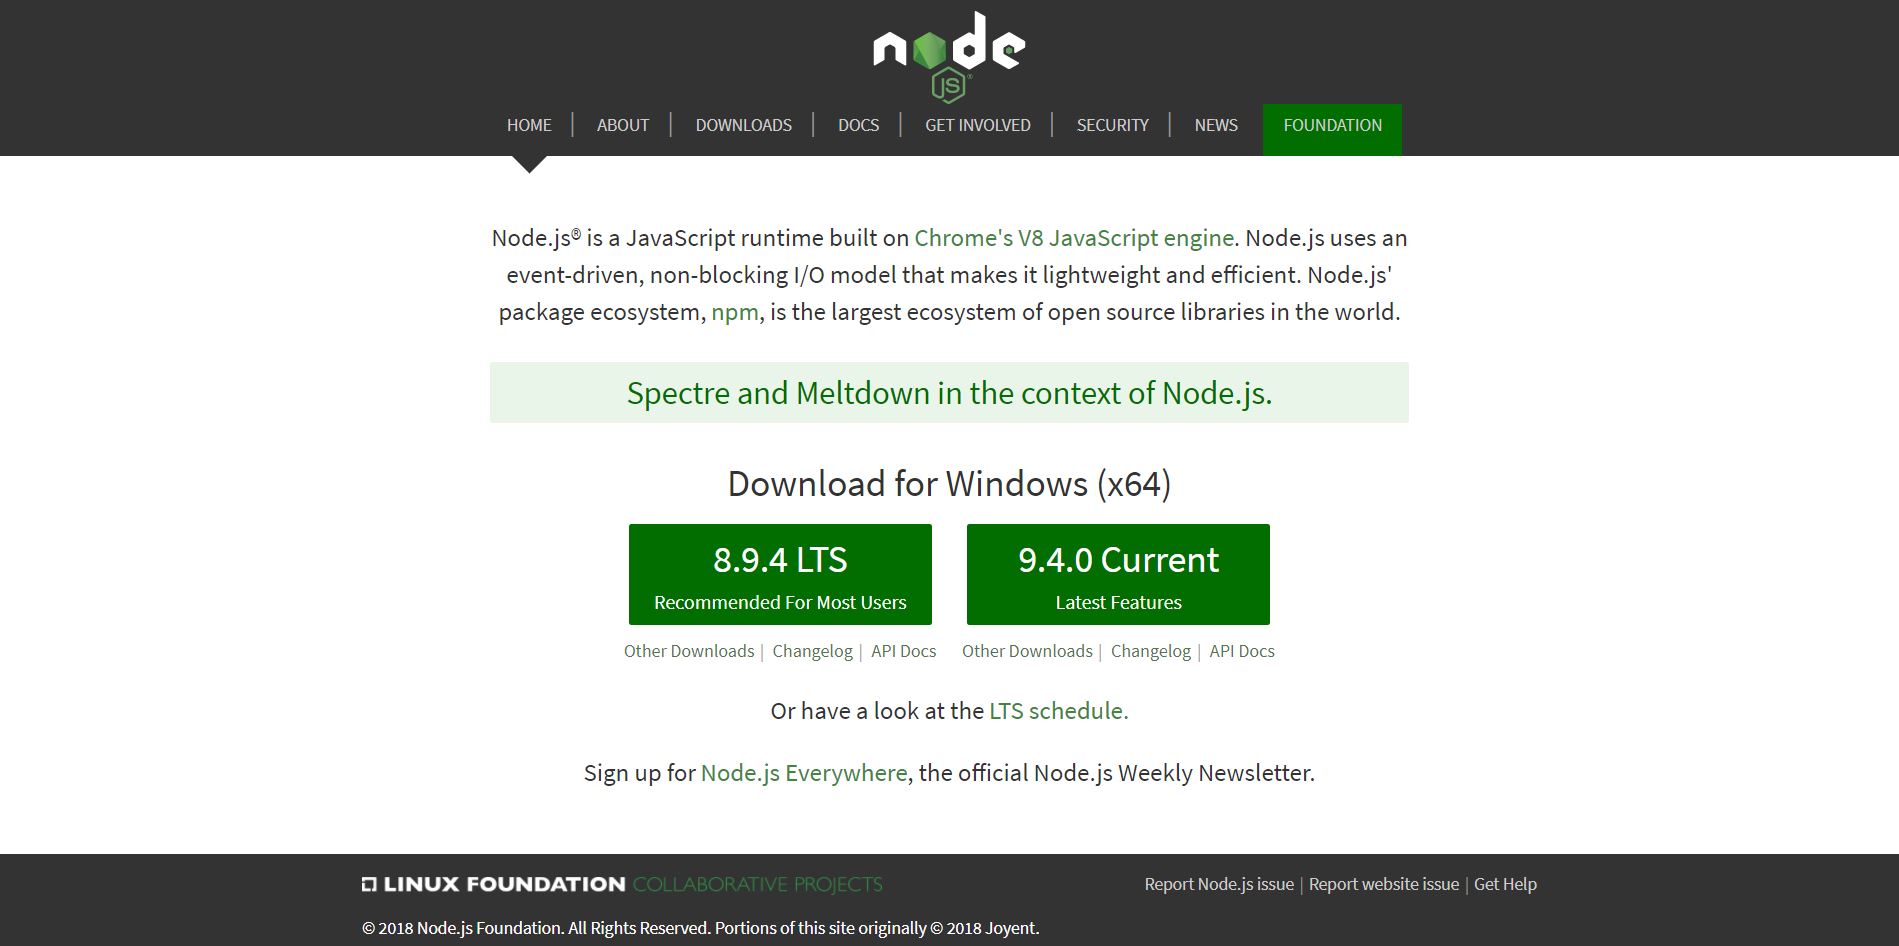 node
JS®
HOME | ABOUT | DOWNLOADS | DOCS | GET INVOLVED | SECURITY | NEWS FOUNDATION
Node.js® is a JavaScript runtime built on Chrome's V8 JavaScript engine. Node.js uses an
event-driven, non-blocking I/O model that makes it lightweight and efficient. Node.js'
package ecosystem, npm, is the largest ecosystem of open source libraries in the world.
Spectre and Meltdown in the context of Node.js.
Download for Windows (x64)
8.9.4 LTS
Recommended For Most Users
9.4.0 Current
Latest Features
Other Downloads | Changelog | API Docs
Other Downloads | Changelog | API Docs
Or have a look at the LTS schedule.
Sign up for Node.js Everywhere, the official Node.js Weekly Newsletter.
LINUX FOUNDATION COLLABORATIVE PROJECTS
Report Node.js issue | Report website issue | Get Help
© 2018 Node.js Foundation. All Rights Reserved. Portions of this site originally © 2018 Joyent.